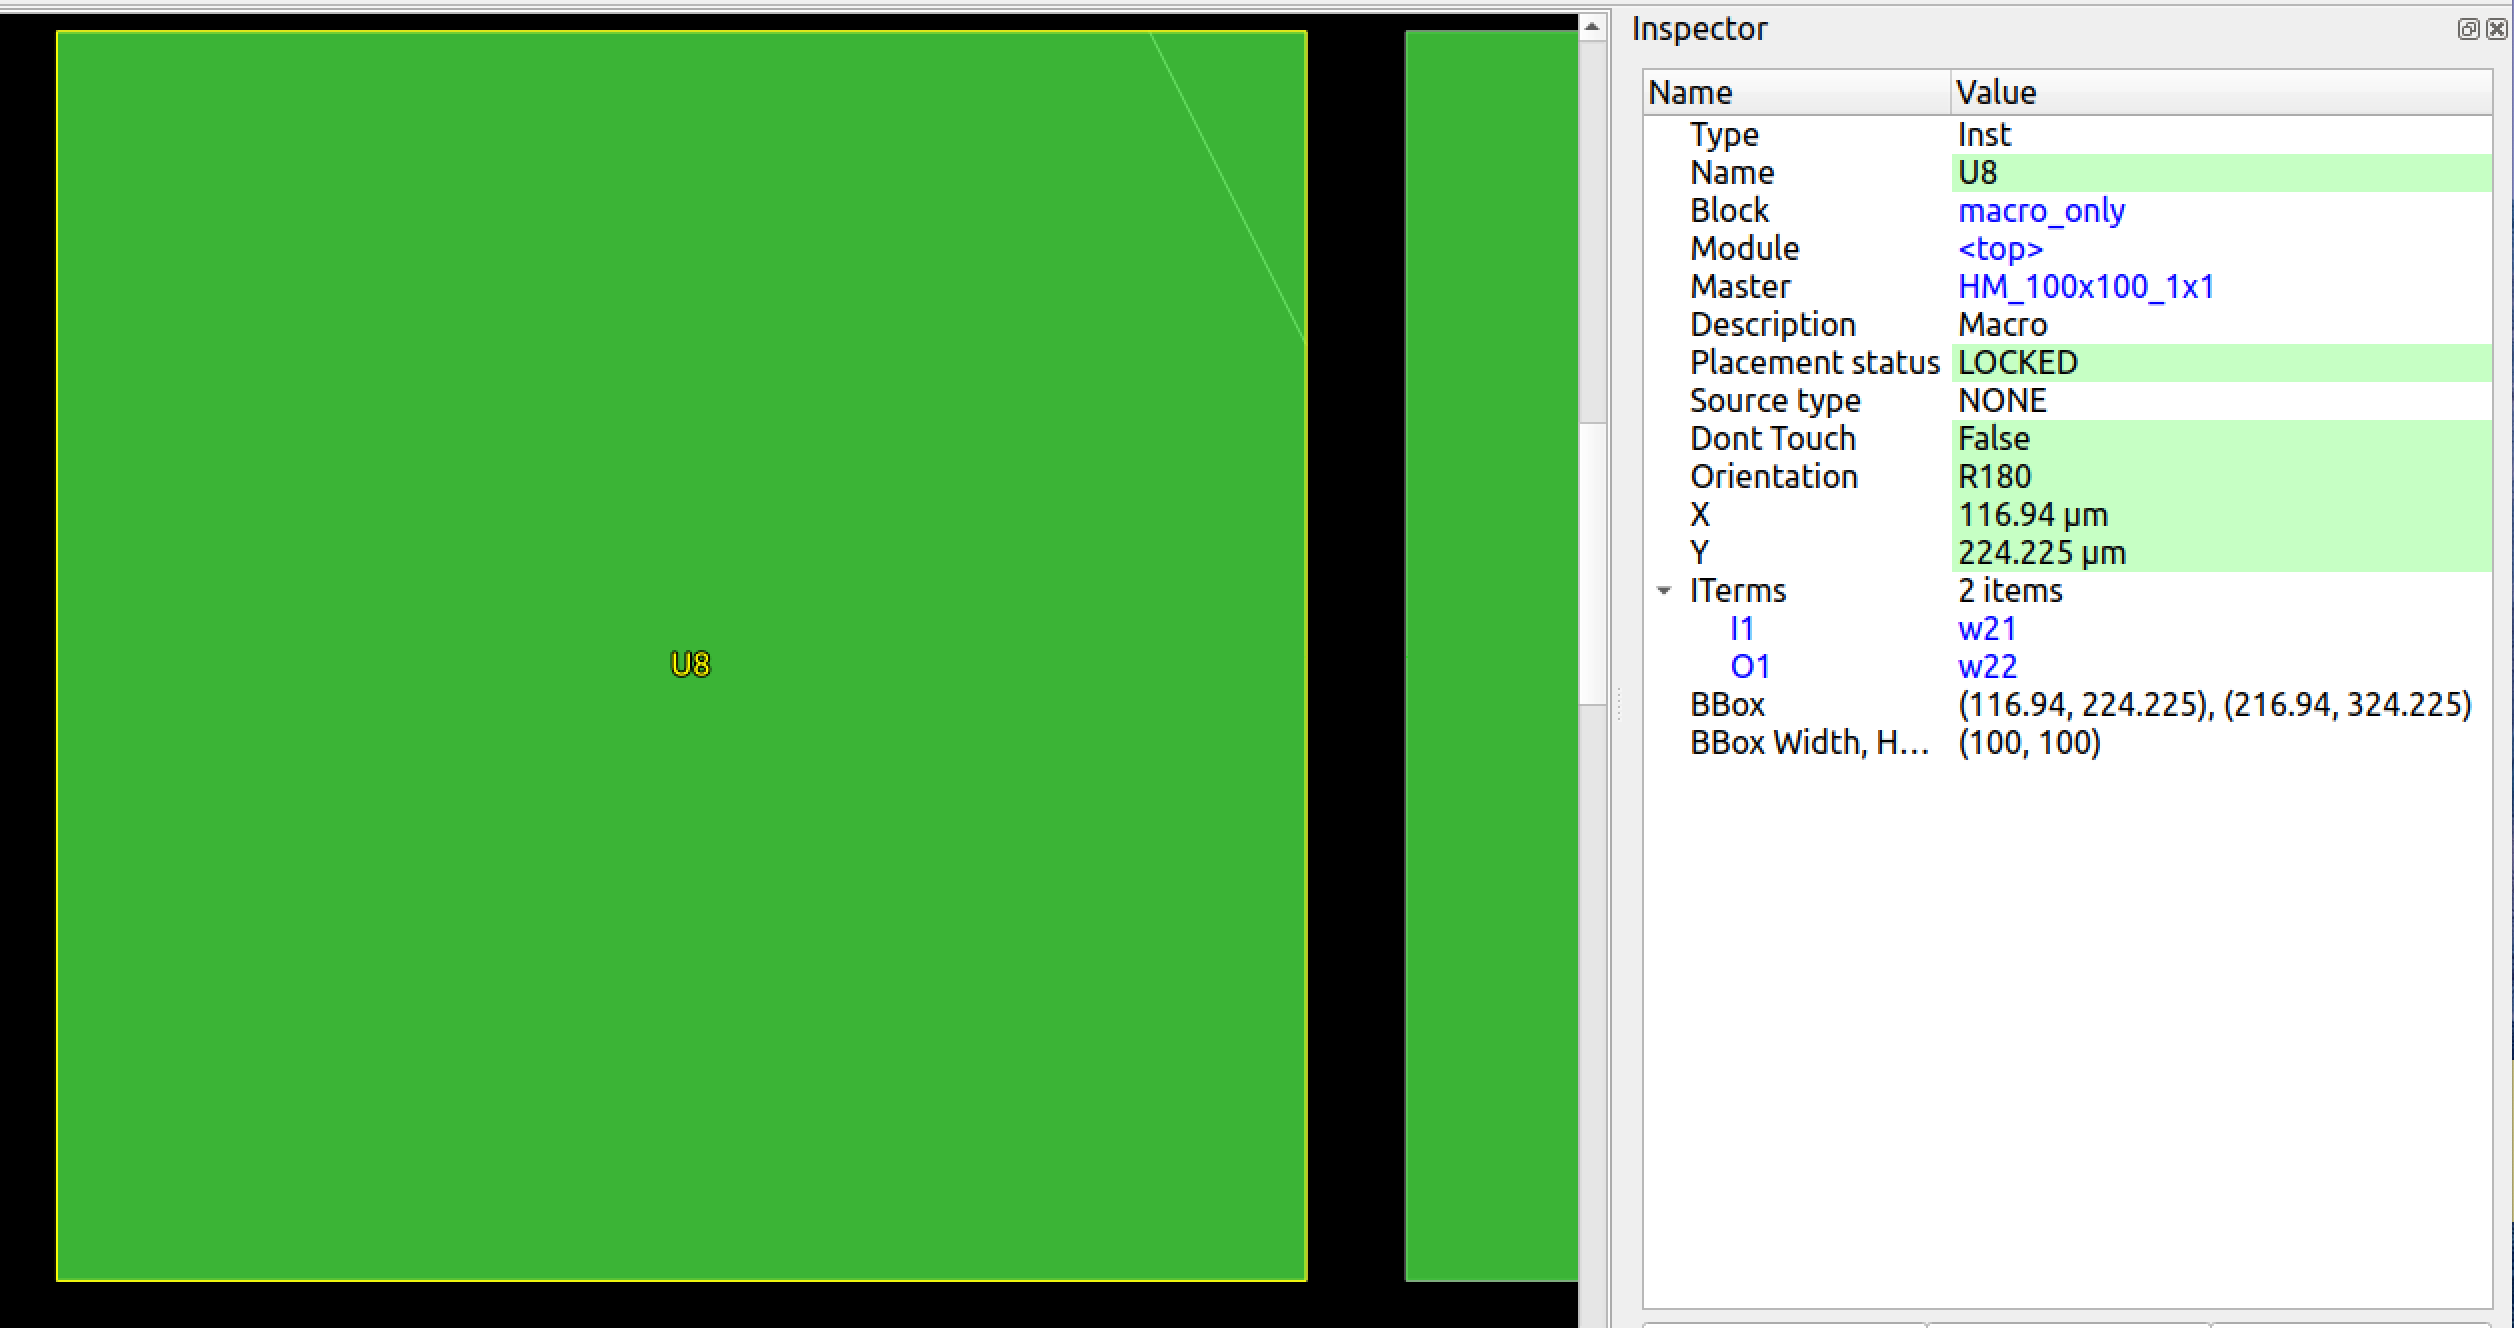 U8
Inspector
Name Value
Type Inst
Name U8
Block macro_only
Module <top>
Master HM_100x100_1x1
Description Macro
Placement status LOCKED
Source type NONE
Dont Touch False
Orientation R180
X 116.94 μm
Y 224.225 μm
ITerms 2 items
I1 w21
O1 w22
BBox (116.94, 224.225), (216.94, 324.225)
BBox Width, H... (100, 100)